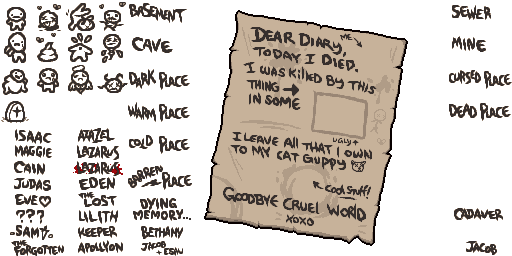 BASEMENT
CAVE
DARK PLACE
WARM PLACE
COLD PLACE
BARREN PLACE
DYING MEMORY...
ISAAC
MAGGIE
CAIN
JUDAS
EVE
???
SAMS
THE FORGOTTEN
AZAZEL
LAZARUS
LAZARUS
EDEN
THE LOST
LILITH
KEEPER
APOLLYON
BETHANY
JACOB + ESAU
DEAR DIARY,
ME
TODAY I DIED.
I WAS KILLED BY THIS
THING
IN SOME
UGLY
I LEAVE ALL THAT I OWN
TO MY CAT GUPPY
COOL STUFF!
GOODBYE CRUEL WORLD
XOXO
SEWER
MINE
CURSED PLACE
DEAD PLACE
CADAVER
JACOB